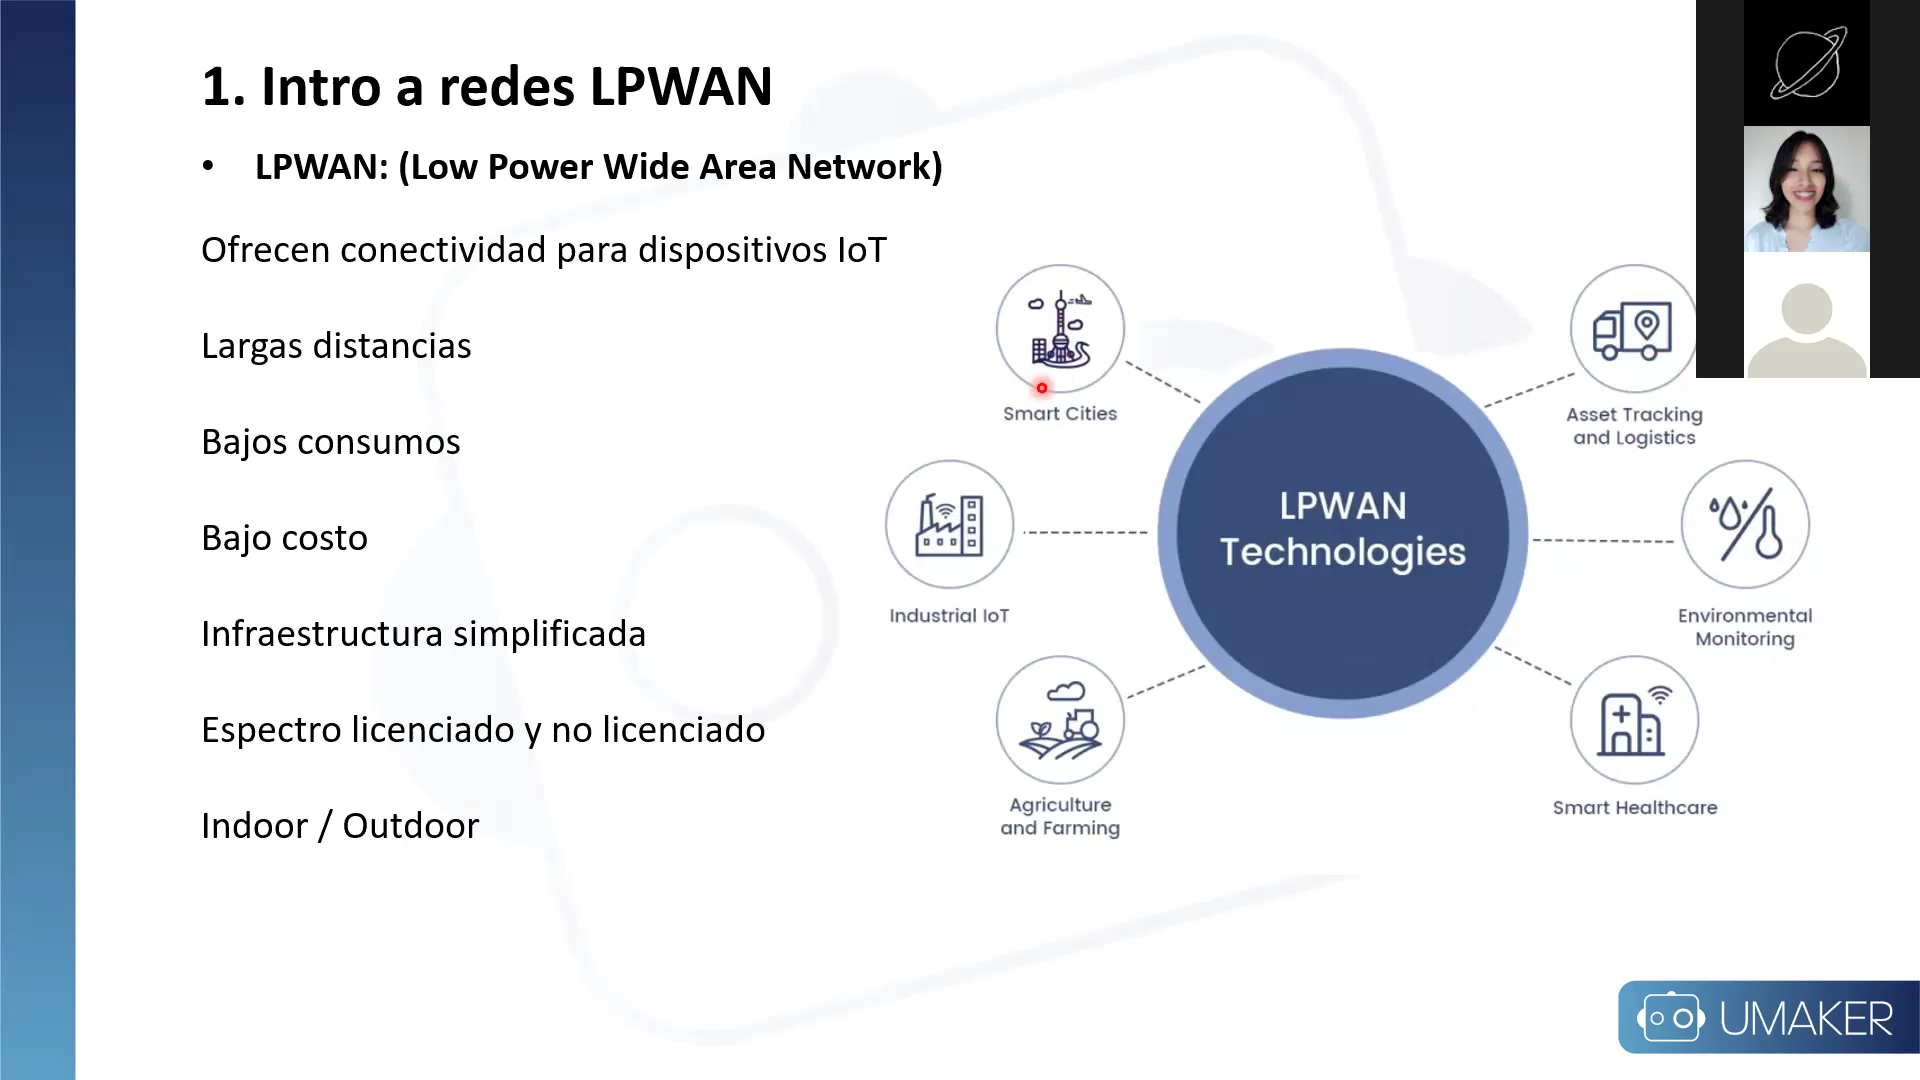 1. Intro a redes LPWAN
• LPWAN: (Low Power Wide Area Network)
Ofrecen conectividad para dispositivos IoT
Largas distancias
Bajos consumos
Bajo costo
Infraestructura simplificada
Espectro licenciado y no licenciado
Indoor / Outdoor
Smart Cities
Asset Tracking
and Logistics
LPWAN
Technologies
Industrial IoT
Environmental
Monitoring
Agriculture
and Farming
Smart Healthcare
UMAKER